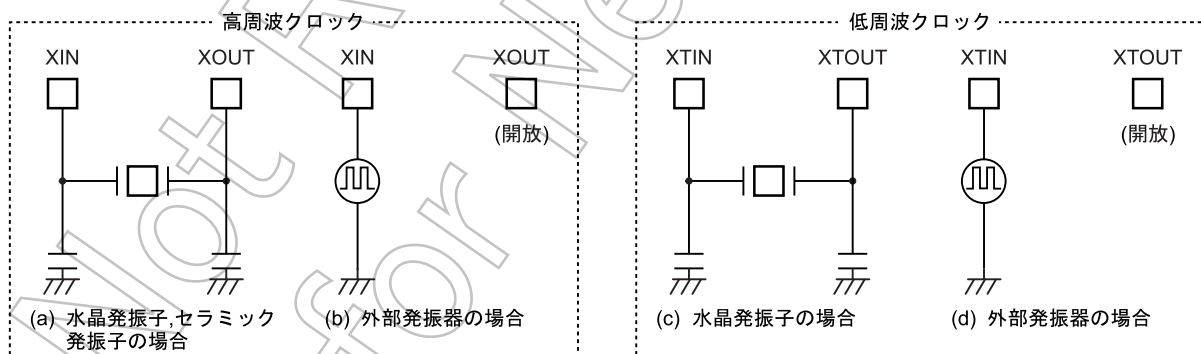 高周波クロック
XIN
XOUT
XIN
XOUT
(開放)
(a) 水晶発振子,セラミック
発振子の場合
(b) 外部発振器の場合
低周波クロック
XTIN
XTOUT
XTIN
XTOUT
(開放)
(c) 水晶発振子の場合
(d) 外部発振器の場合
Not R
for Ne